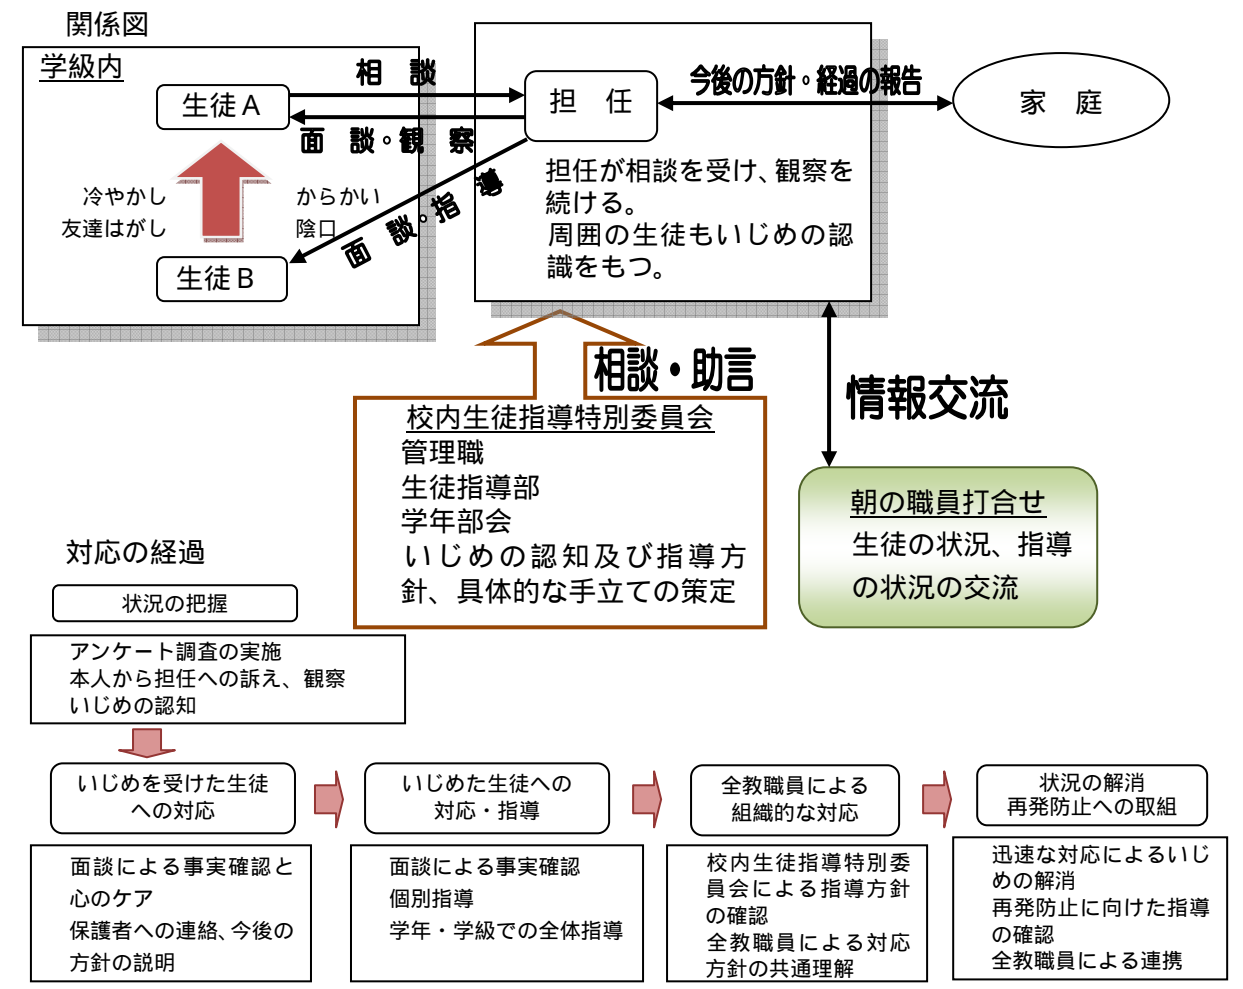 関係図
学級内
生徒A
相　談
面　談・観　察
担　任
今後の方針・経過の報告
家　庭
冷やかし
友達はがし
からかい
陰口
生徒B
面　談・指　導
担任が相談を受け、観察を
続ける。
周囲の生徒もいじめの認
識をもつ。
相談・助言
情報交流
校内生徒指導特別委員会
管理職
生徒指導部
学年部会
いじめの認知及び指導方
針、具体的な手立ての策定
朝の職員打合せ
生徒の状況、指導
の状況の交流
対応の経過
状況の把握
アンケート調査の実施
本人から担任への訴え、観察
いじめの認知
いじめを受けた生徒
への対応
面談による事実確認と
心のケア
保護者への連絡、今後の
方針の説明
いじめた生徒への
対応・指導
面談による事実確認
個別指導
学年・学級での全体指導
全教職員による
組織的な対応
校内生徒指導特別委
員会による指導方針
の確認
全教職員による対応
方針の共通理解
状況の解消
再発防止への取組
迅速な対応によるいじ
めの解消
再発防止に向けた指導
の確認
全教職員による連携